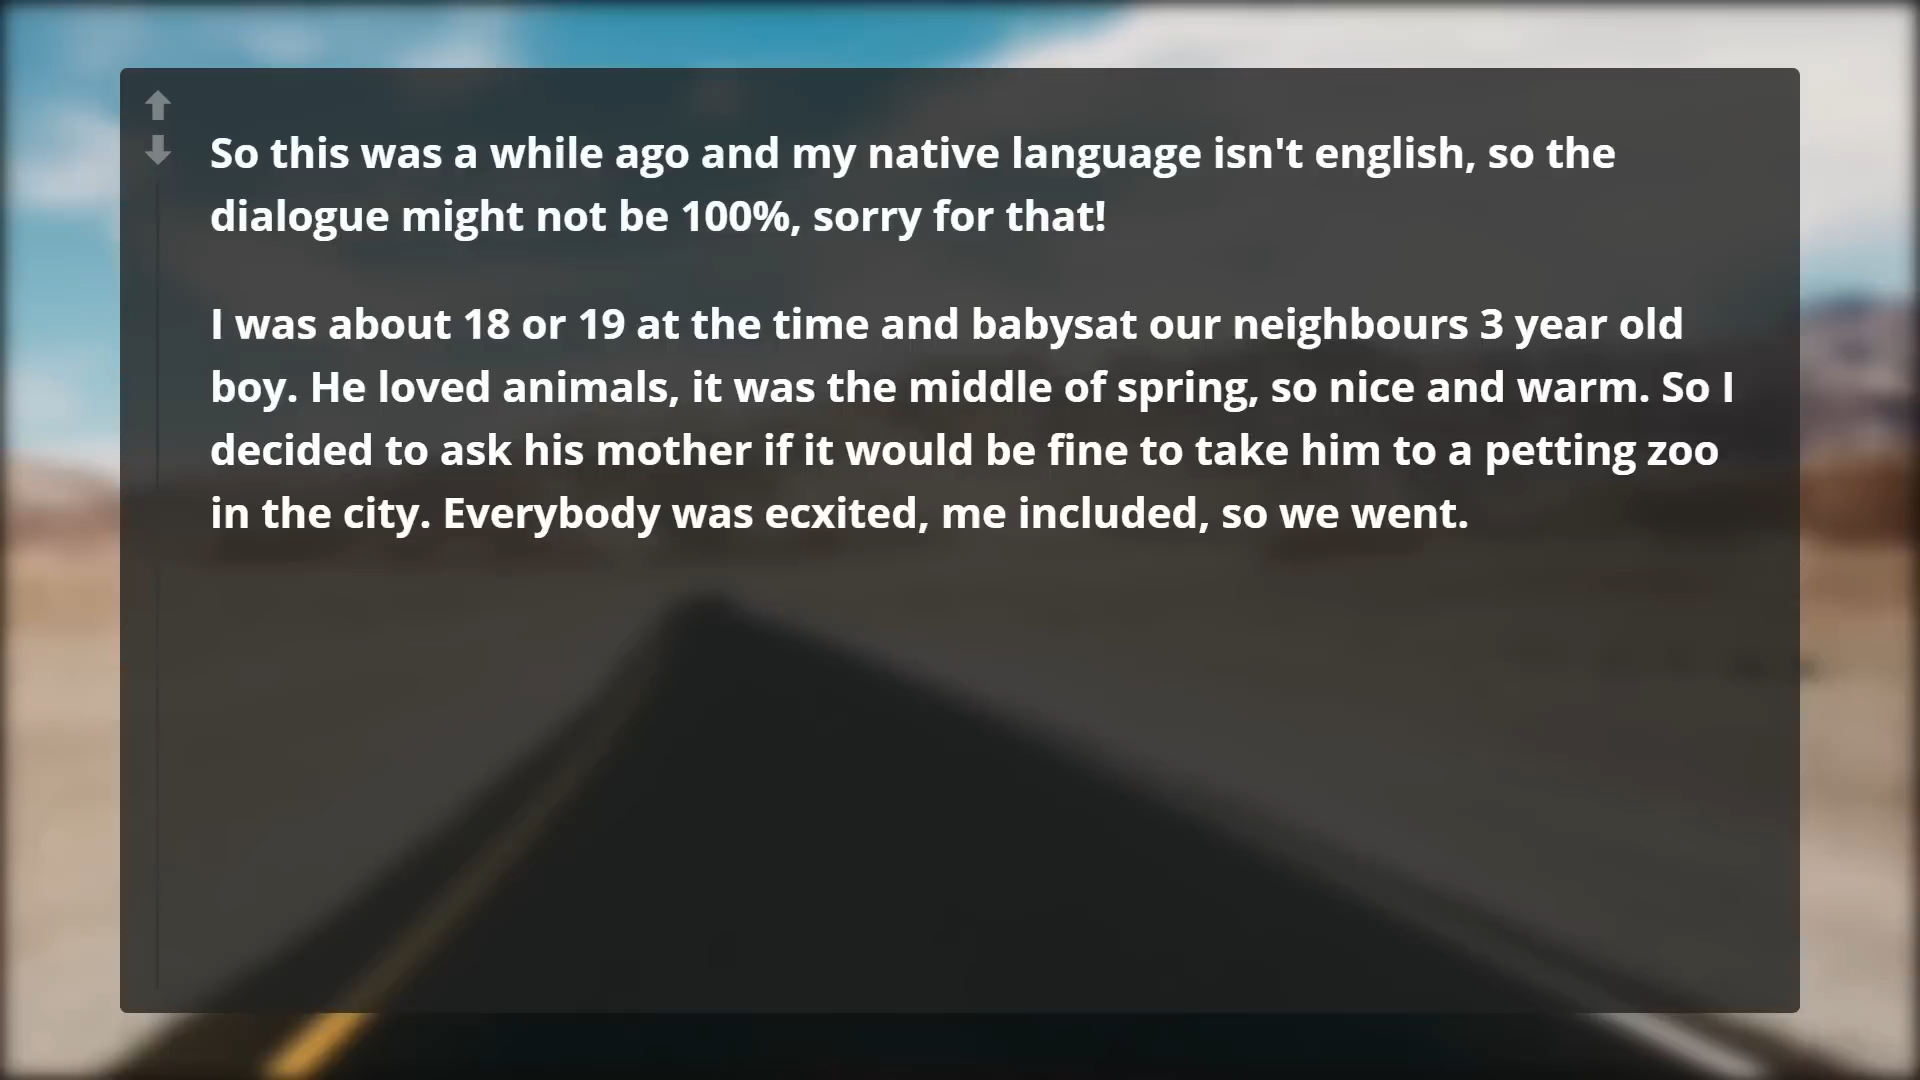 So this was a while ago and my native language isn't english, so the
dialogue might not be 100%, sorry for that!
I was about 18 or 19 at the time and babysat our neighbours 3 year old
boy. He loved animals, it was the middle of spring, so nice and warm. So I
decided to ask his mother if it would be fine to take him to a petting zoo
in the city. Everybody was ecxited, me included, so we went.